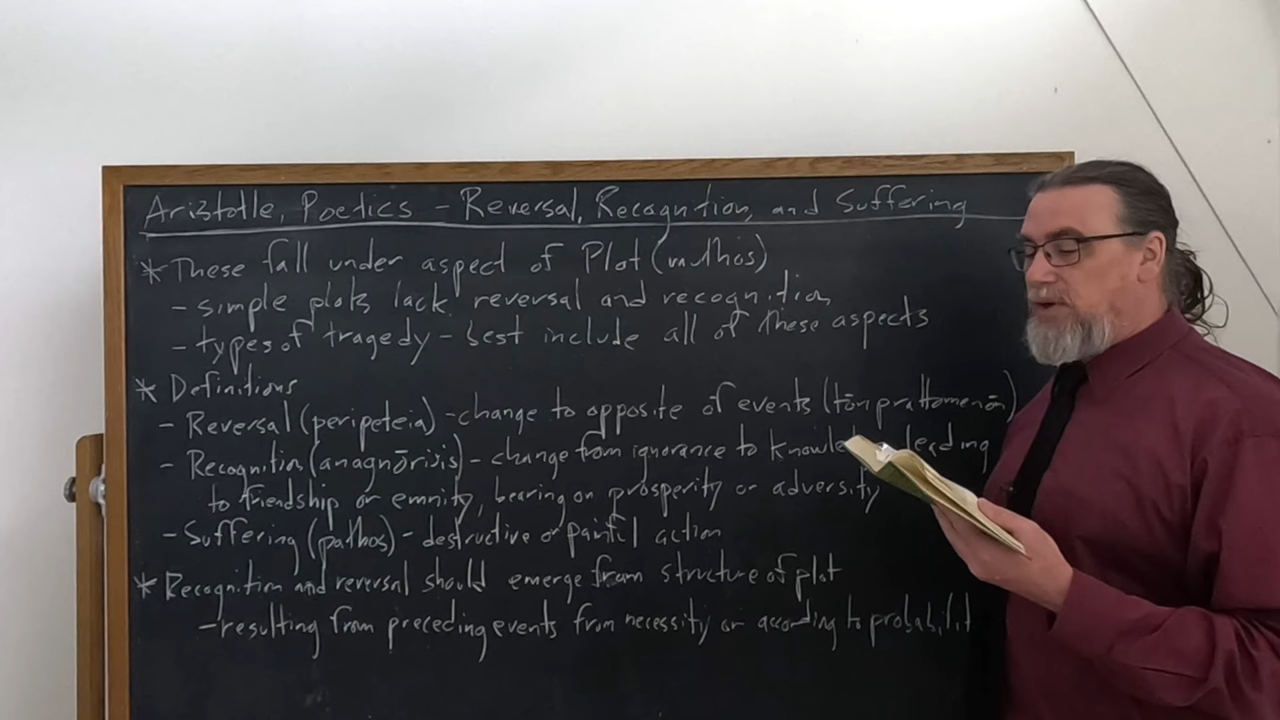 Aristotle, Poetics - Reversal, Recognition, and Suffering
* These fall under aspect of Plot (muthos)
- simple plots lack reversal and recognition
- types of tragedy - best include all of these aspects
* Definitions
- Reversal (peripeteia) - change to opposite of events (tōn prattomenōn)
- Recognition (anagnōrisis) - change from ignorance to knowle leading
to friendship or emnity, bearing on prosperity or adversity
- Suffering (pathos) - destructive or painful action
* Recognition and reversal should emerge from structure of plot
- resulting from preceding events from necessity or according to probabilit